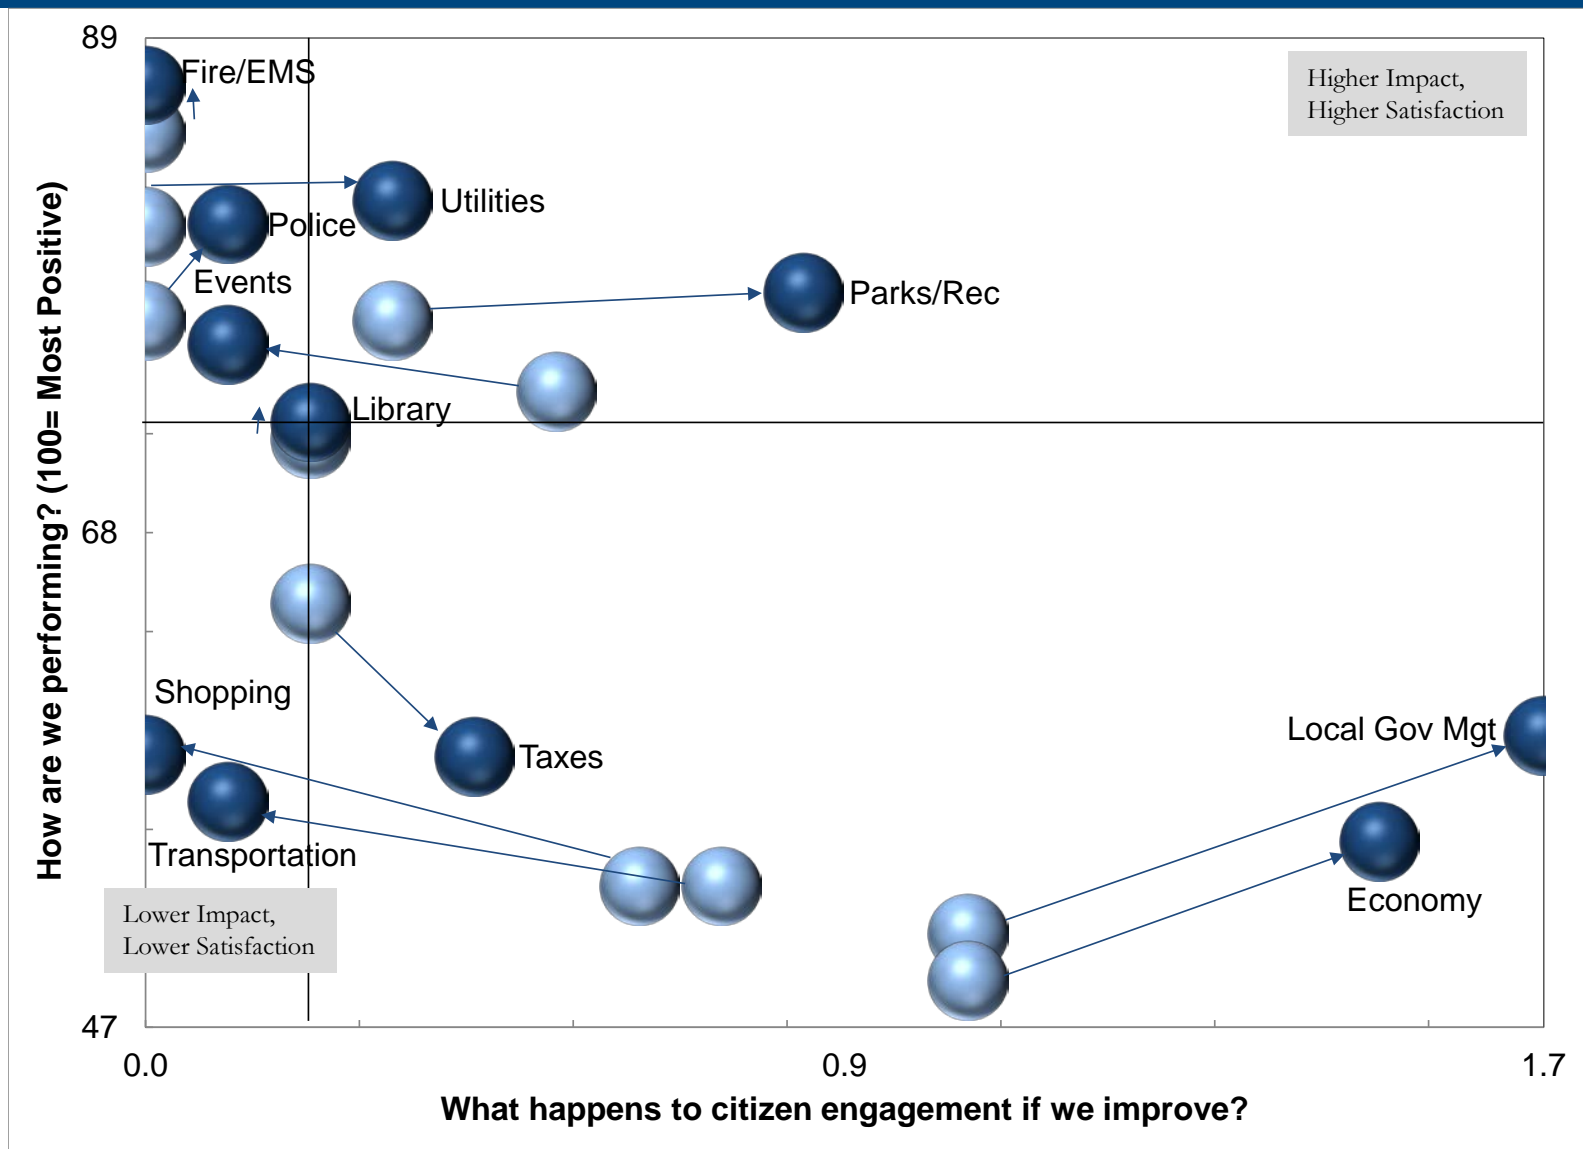 89
Fire/EMS
Higher Impact,
Higher Satisfaction
Utilities
Police
Events
Parks/Rec
Library
How are we performing? (100= Most Positive)
68
Shopping
Local Gov Mgt
Taxes
Transportation
Economy
Lower Impact,
Lower Satisfaction
47
0.0
0.9
1.7
What happens to citizen engagement if we improve?